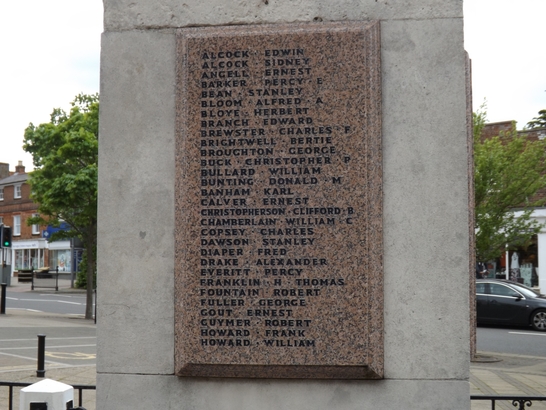 ALCOCK · EDWIN
ALCOCK · SIDNEY
ANGELL · ERNEST
BARKER · PERCY · E
BEAN · STANLEY
BLOOM · ALFRED · A
BLOYE · HERBERT
BRANCH · EDWARD
BREWSTER · CHARLES · F
BRIGHTWELL · BERTIE
BROUGHTON · GEORGE
BUCK · CHRISTOPHER · P
BULLARD · WILLIAM
BUNTING · DONALD · M
BANHAM · KARL
CALVER · ERNEST
CHRISTOPHERSON · CLIFFORD · B
CHAMBERLAIN · WILLIAM · C
COPSEY · CHARLES
DAWSON · STANLEY
DIAPER · FRED
DRAKE · ALEXANDER
EVERITT · PERCY
FRANKLIN · H · THOMAS
FOUNTAIN · ROBERT
FULLER · GEORGE
GOUT · ERNEST
GUYMER · ROBERT
HOWARD · FRANK
HOWARD · WILLIAM